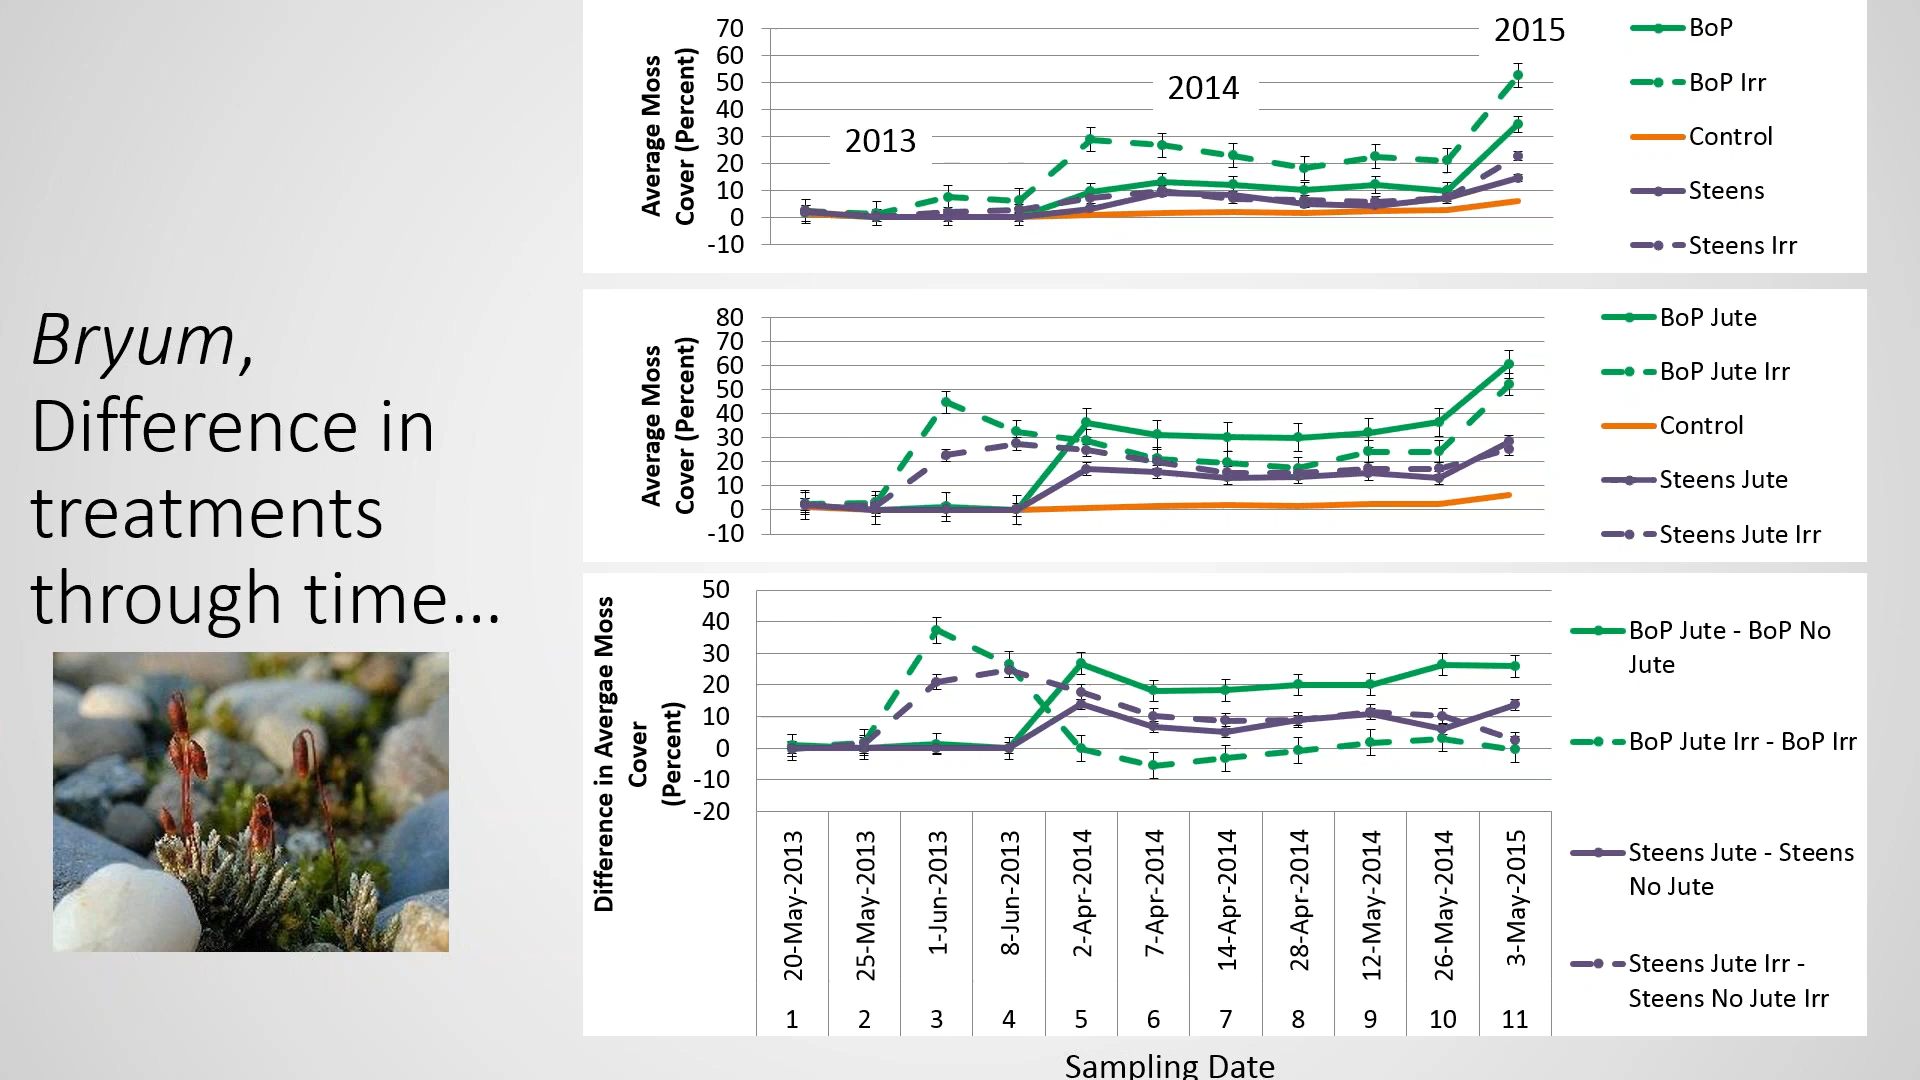 Bryum,
Difference in
treatments
through time...
Average Moss
Cover (Percent)
70
60
50
40
30
20
10
0
-10
2013
2014
2015
BoP
BoP Irr
Control
Steens
Steens Irr
Average Moss
Cover (Percent)
80
70
60
50
40
30
20
10
0
-10
BoP Jute
BoP Jute Irr
Control
Steens Jute
Steens Jute Irr
Difference in Avergae Moss
Cover
(Percent)
50
40
30
20
10
0
-10
-20
BoP Jute - BoP No
Jute
BoP Jute Irr - BoP Irr
Steens Jute - Steens
No Jute
Steens Jute Irr -
Steens No Jute Irr
20-May-2013
25-May-2013
1-Jun-2013
8-Jun-2013
2-Apr-2014
7-Apr-2014
14-Apr-2014
28-Apr-2014
12-May-2014
26-May-2014
3-May-2015
1 2 3 4 5 6 7 8 9 10 11
Sampling Date